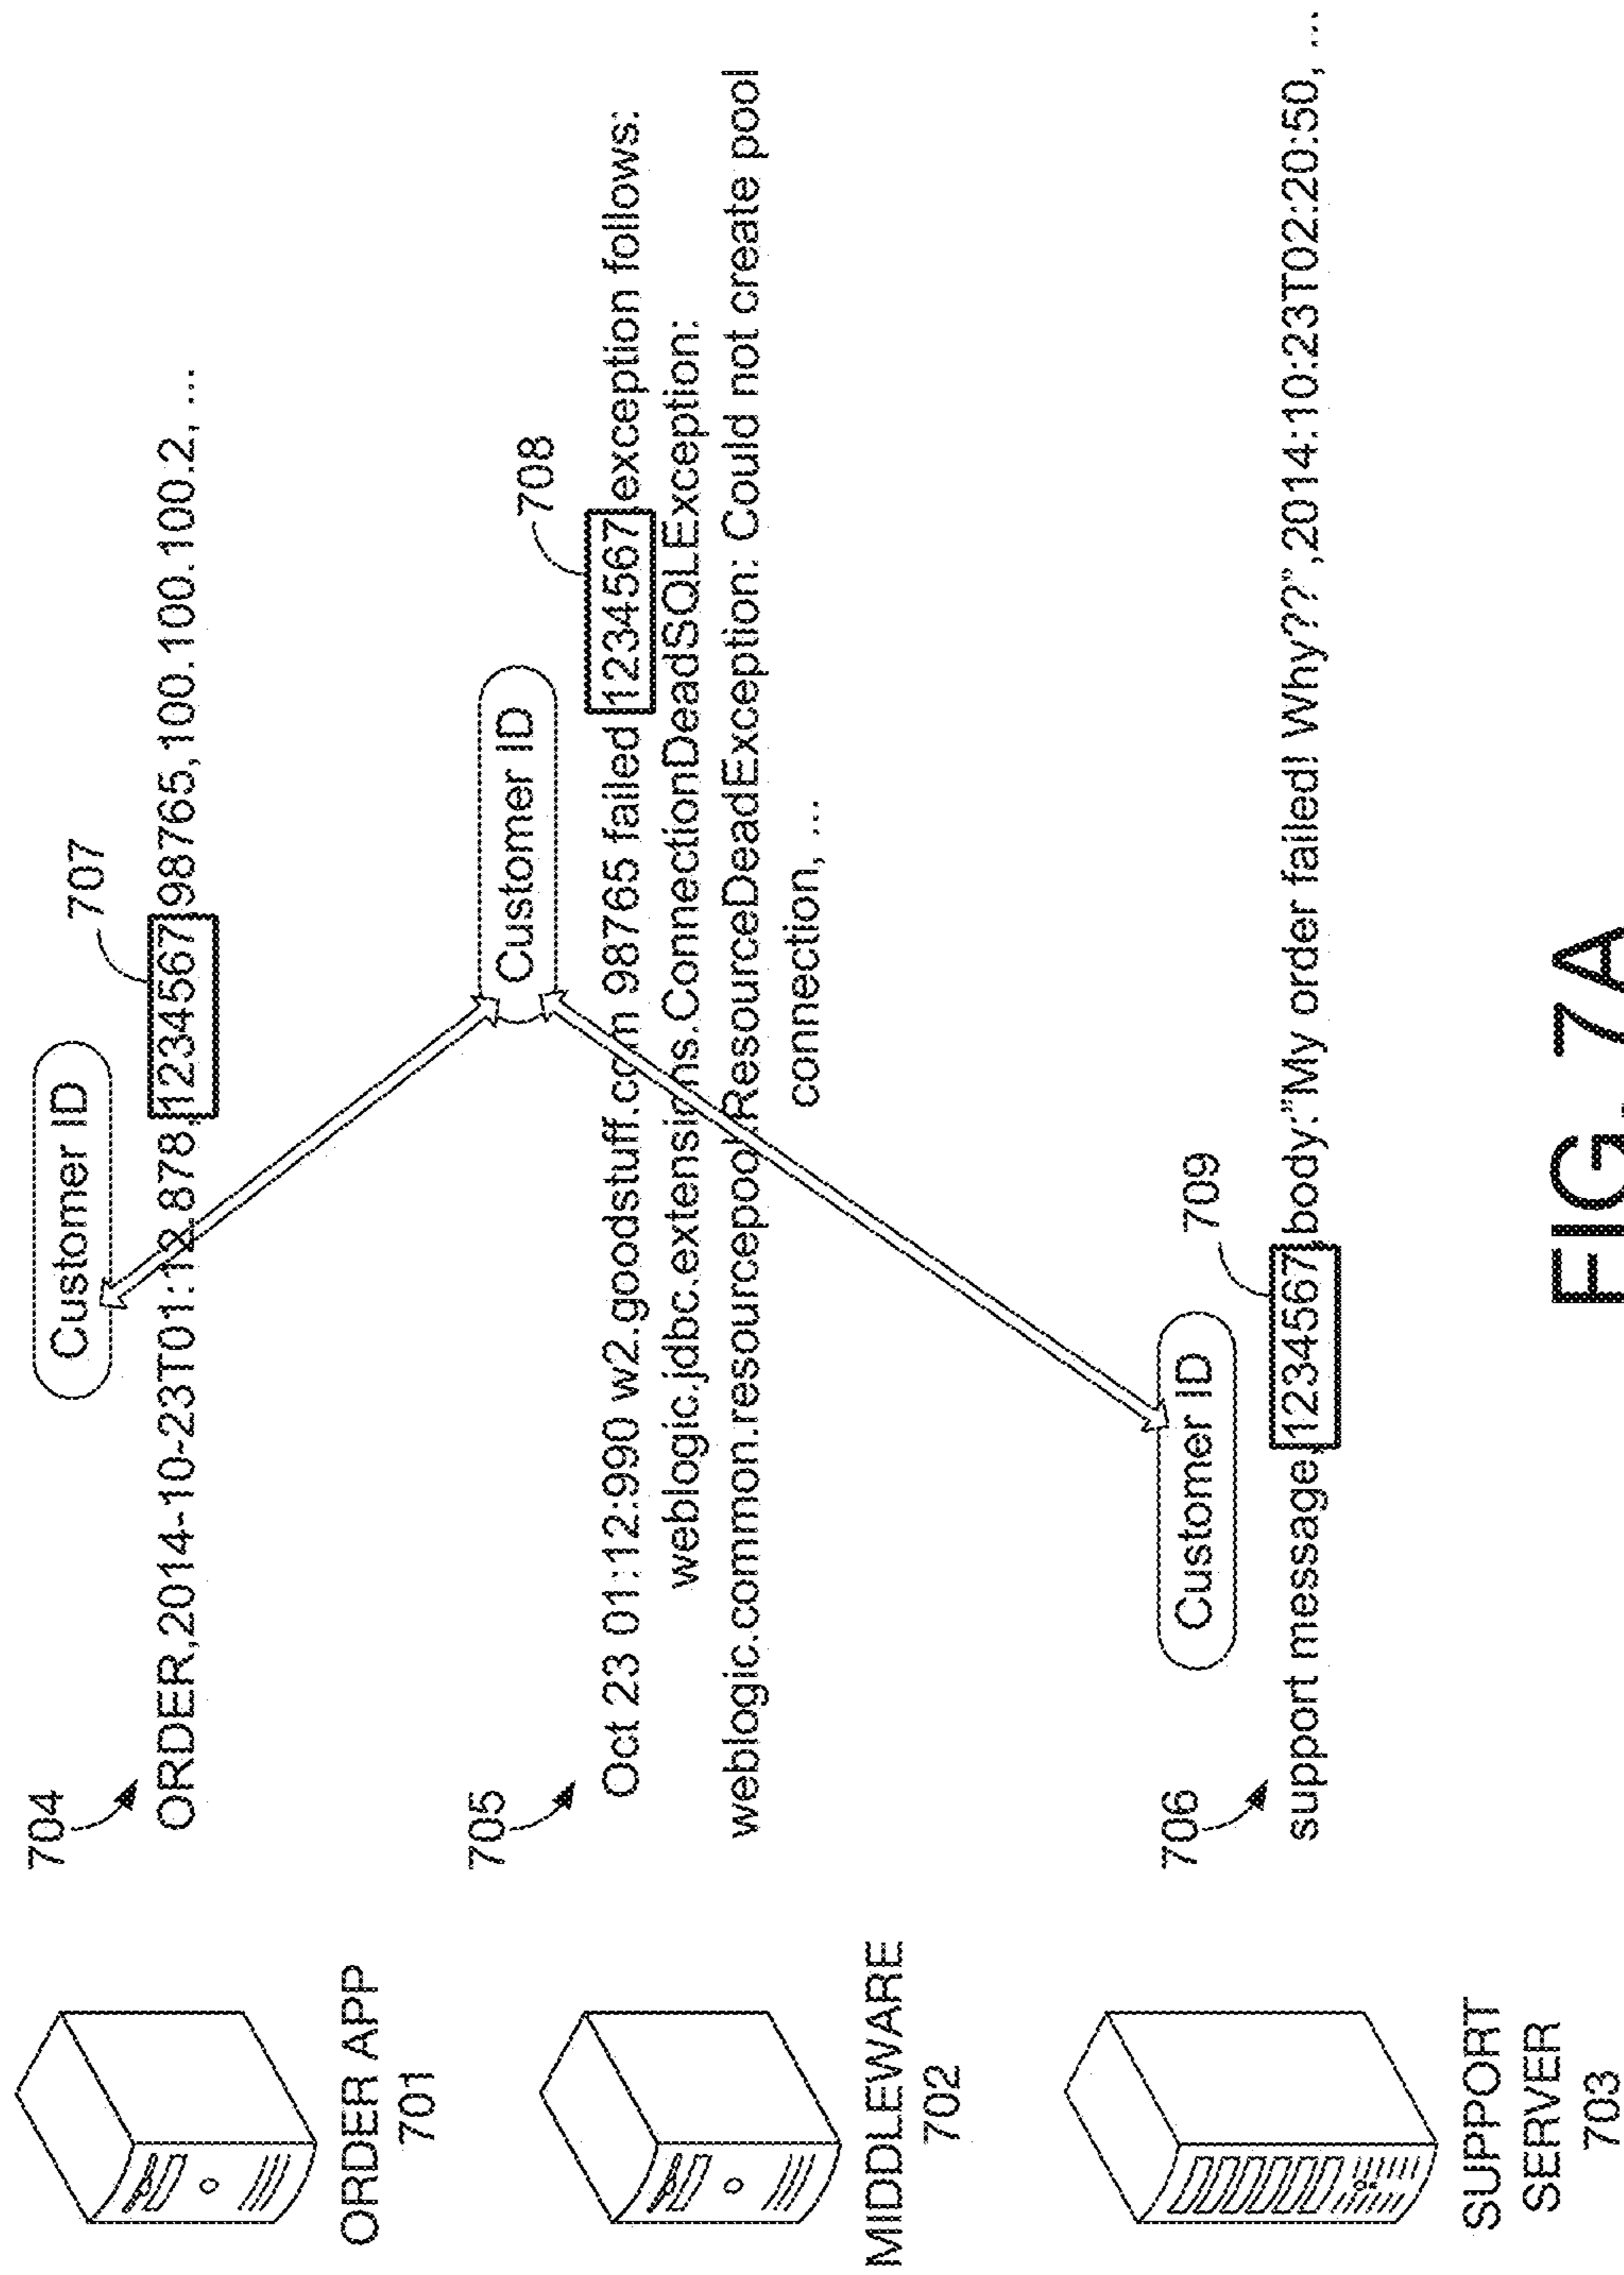 704
Customer ID
707
ORDER,2014-10-23T01:12.878,1234567,98765,100.100.100.2, ...
ORDER APP
701
705
Customer ID
708
Oct 23 01:12:990 w2.goodstuff.com 98765 failed 1234567 exception follows:
weblogic.jdbc.extensions.ConnectionDeadSQLException:
weblogic.common.resourcepool.ResourceDeadException: Could not create pool
connection, ...
MIDDLEWARE
702
706
Customer ID
709
support message,1234567,body:"My order failed! Why??",2014:10:23T02:20:50, ...
SUPPORT
SERVER
703
FIG. 7A